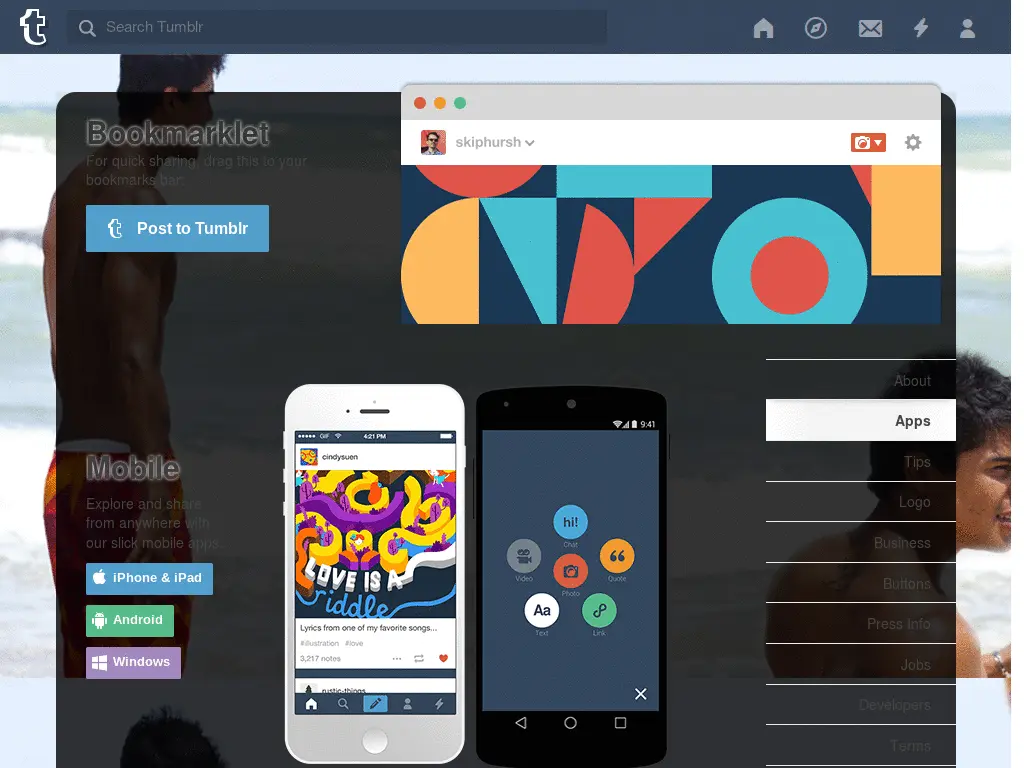 Search Tumblr
Bookmarklet
For quick sharing, drag this to your
bookmarks bar:
Post to Tumblr
skiphursh
About
Apps
Tips
Logo
Business
Buttons
Press Info
Jobs
Developers
Terms
Mobile
Explore and share
from anywhere with
our slick mobile apps.
iPhone & iPad
Android
Windows
GIF
4:21 PM
cindysuen
LOVE IS A
riddle
Lyrics from one of my favorite songs...
#illustration #love
3,217 notes
rustic-things
9:41
hi!
Chat
Video
Quote
Photo
Aa
Text
Link